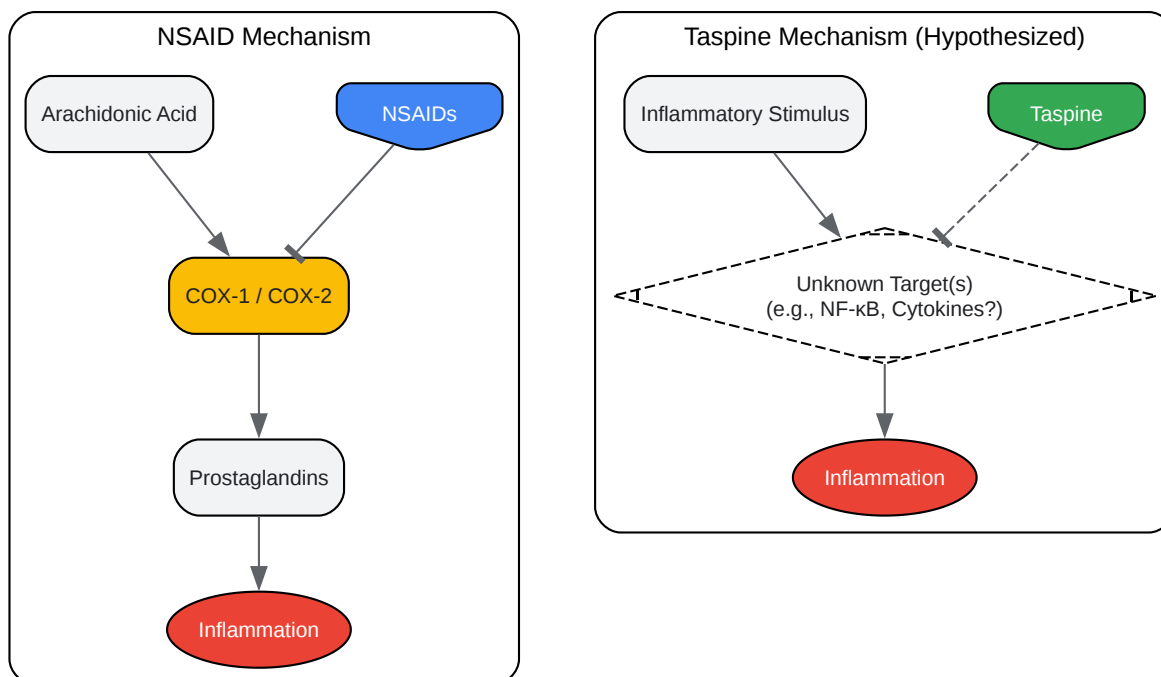 NSAID Mechanism
Arachidonic Acid
NSAIDs
COX-1 / COX-2
Prostaglandins
Inflammation
Taspine Mechanism (Hypothesized)
Inflammatory Stimulus
Taspine
Unknown Target(s)
(e.g., NF-κB, Cytokines?)
Inflammation